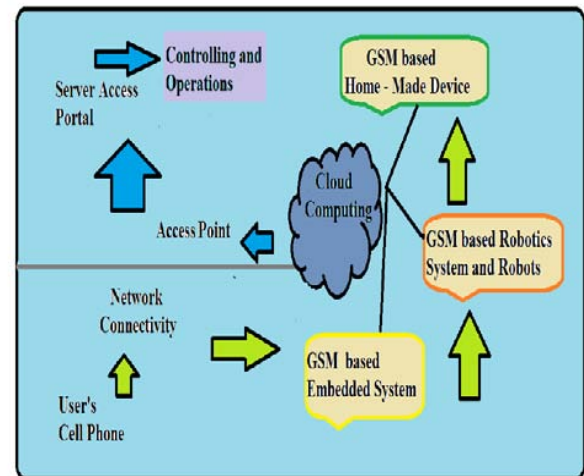 Server Access
Portal
Controlling and
Operations
GSM based
Home - Made Device
Cloud
Computing
Access Point
GSM based Robotics
System and Robots
Network
Connectivity
GSM based
Embedded System
User's
Cell Phone